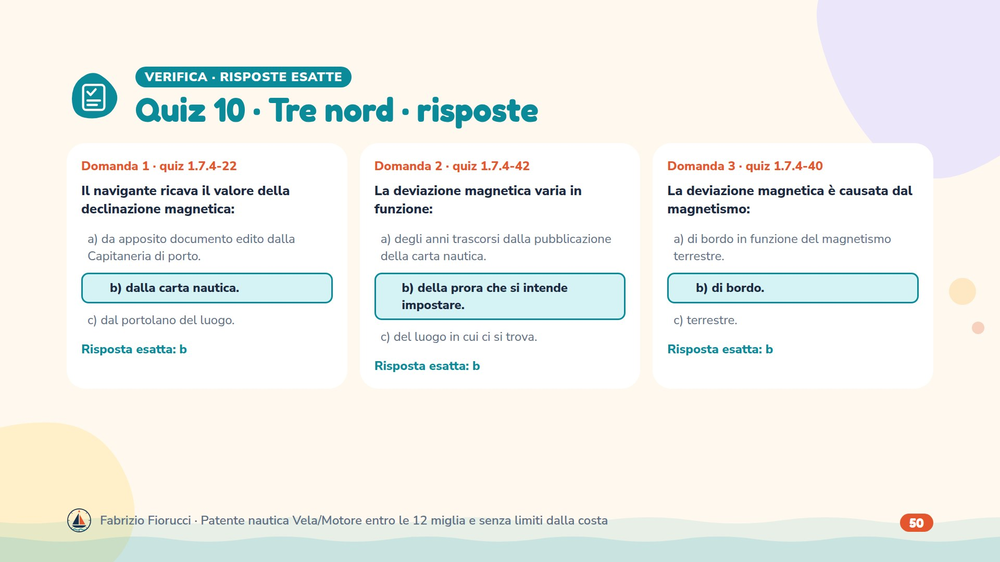 VERIFICA · RISPOSTE ESATTE
Quiz 10 · Tre nord · risposte
Domanda 1 · quiz 1.7.4-22
Il navigante ricava il valore della
declinazione magnetica:
a) da apposito documento edito dalla
Capitaneria di porto.
b) dalla carta nautica.
c) dal portolano del luogo.
Risposta esatta: b
Domanda 2 · quiz 1.7.4-42
La deviazione magnetica varia in
funzione:
a) degli anni trascorsi dalla pubblicazione
della carta nautica.
b) della prora che si intende
impostare.
c) del luogo in cui ci si trova.
Risposta esatta: b
Domanda 3 · quiz 1.7.4-40
La deviazione magnetica è causata dal
magnetismo:
a) di bordo in funzione del magnetismo
terrestre.
b) di bordo.
c) terrestre.
Risposta esatta: b
Fabrizio Fiorucci · Patente nautica Vela/Motore entro le 12 miglia e senza limiti dalla costa
50